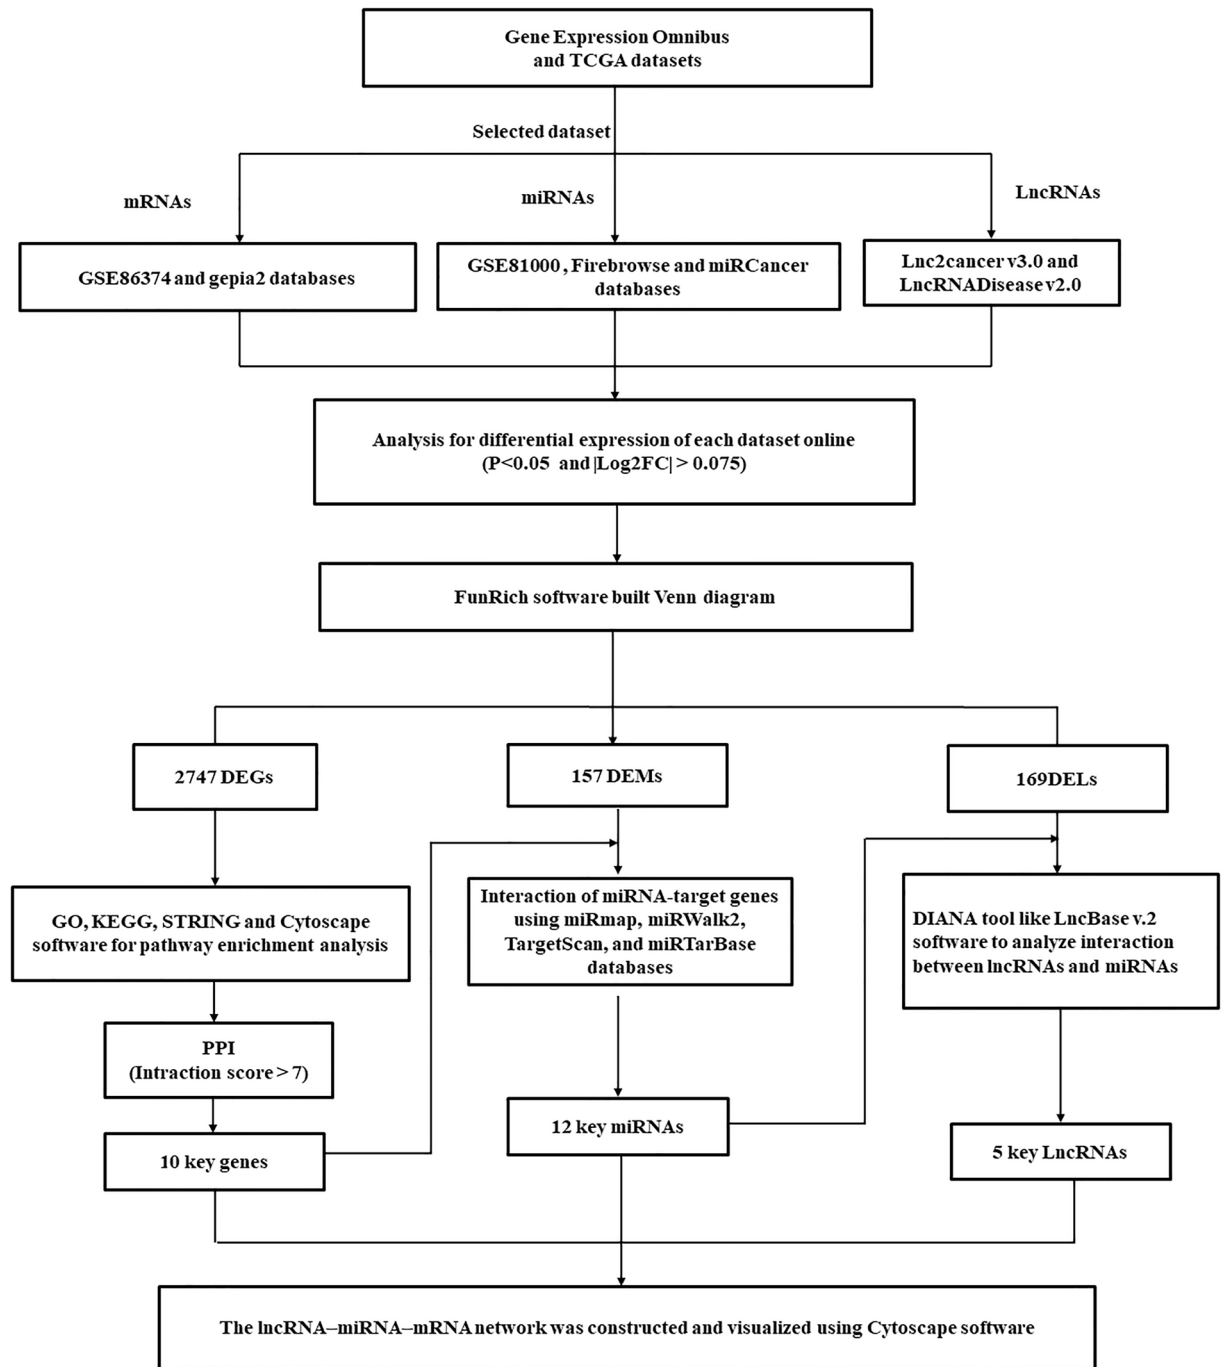 Gene Expression Omnibus
and TCGA datasets
Selected dataset
mRNAs
miRNAs
LncRNAs
GSE86374 and gepia2 databases
GSE81000, Firebrowse and miRCancer
databases
Lnc2cancer v3.0 and
LncRNADisease v2.0
Analysis for differential expression of each dataset online
(P<0.05 and |Log2FC| > 0.075)
FunRich software built Venn diagram
2747 DEGs
157 DEMs
169DELs
GO, KEGG, STRING and Cytoscape
software for pathway enrichment analysis
Interaction of miRNA-target genes
using miRmap, miRWalk2,
TargetScan, and miRTarBase
databases
DIANA tool like LncBase v.2
software to analyze interaction
between lncRNAs and miRNAs
PPI
(Intraction score > 7)
10 key genes
12 key miRNAs
5 key LncRNAs
The lncRNA–miRNA–mRNA network was constructed and visualized using Cytoscape software